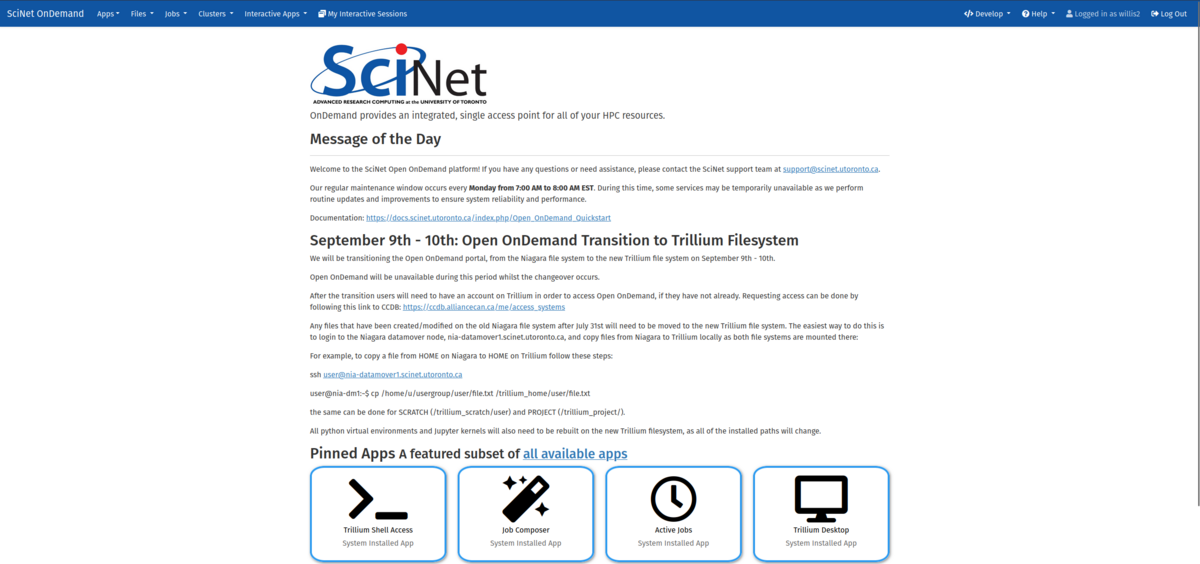 SciNet OnDemand Apps Files Jobs Clusters Interactive Apps My Interactive Sessions Develop Help Logged in as willis2 Log Out
SciNet
ADVANCED RESEARCH COMPUTING at the UNIVERSITY OF TORONTO
OnDemand provides an integrated, single access point for all of your HPC resources.
Message of the Day
Welcome to the SciNet Open OnDemand platform! If you have any questions or need assistance, please contact the SciNet support team at support@scinet.utoronto.ca.
Our regular maintenance window occurs every Monday from 7:00 AM to 8:00 AM EST. During this time, some services may be temporarily unavailable as we perform
routine updates and improvements to ensure system reliability and performance.
Documentation: https://docs.scinet.utoronto.ca/index.php/Open_OnDemand_Quickstart
September 9th - 10th: Open OnDemand Transition to Trillium Filesystem
We will be transitioning the Open OnDemand portal, from the Niagara file system to the new Trillium file system on September 9th - 10th.
Open OnDemand will be unavailable during this period whilst the changeover occurs.
After the transition users will need to have an account on Trillium in order to access Open OnDemand, if they have not already. Requesting access can be done by
following this link to CCDB: https://ccdb.alliancecan.ca/me/access_systems
Any files that have been created/modified on the old Niagara file system after July 31st will need to be moved to the new Trillium file system. The easiest way to do this is
to login to the Niagara datamover node, nia-datamover1.scinet.utoronto.ca, and copy files from Niagara to Trillium locally as both file systems are mounted there:
For example, to copy a file from HOME on Niagara to HOME on Trillium follow these steps:
ssh user@nia-datamover1.scinet.utoronto.ca
user@nia-dm1:~$ cp /home/u/usergroup/user/file.txt /trillium_home/user/file.txt
the same can be done for SCRATCH (/trillium_scratch/user) and PROJECT (/trillium_project/).
All python virtual environments and Jupyter kernels will also need to be rebuilt on the new Trillium filesystem, as all of the installed paths will change.
Pinned Apps A featured subset of all available apps
Trillium Shell Access Job Composer Active Jobs Trillium Desktop
System Installed App System Installed App System Installed App System Installed App